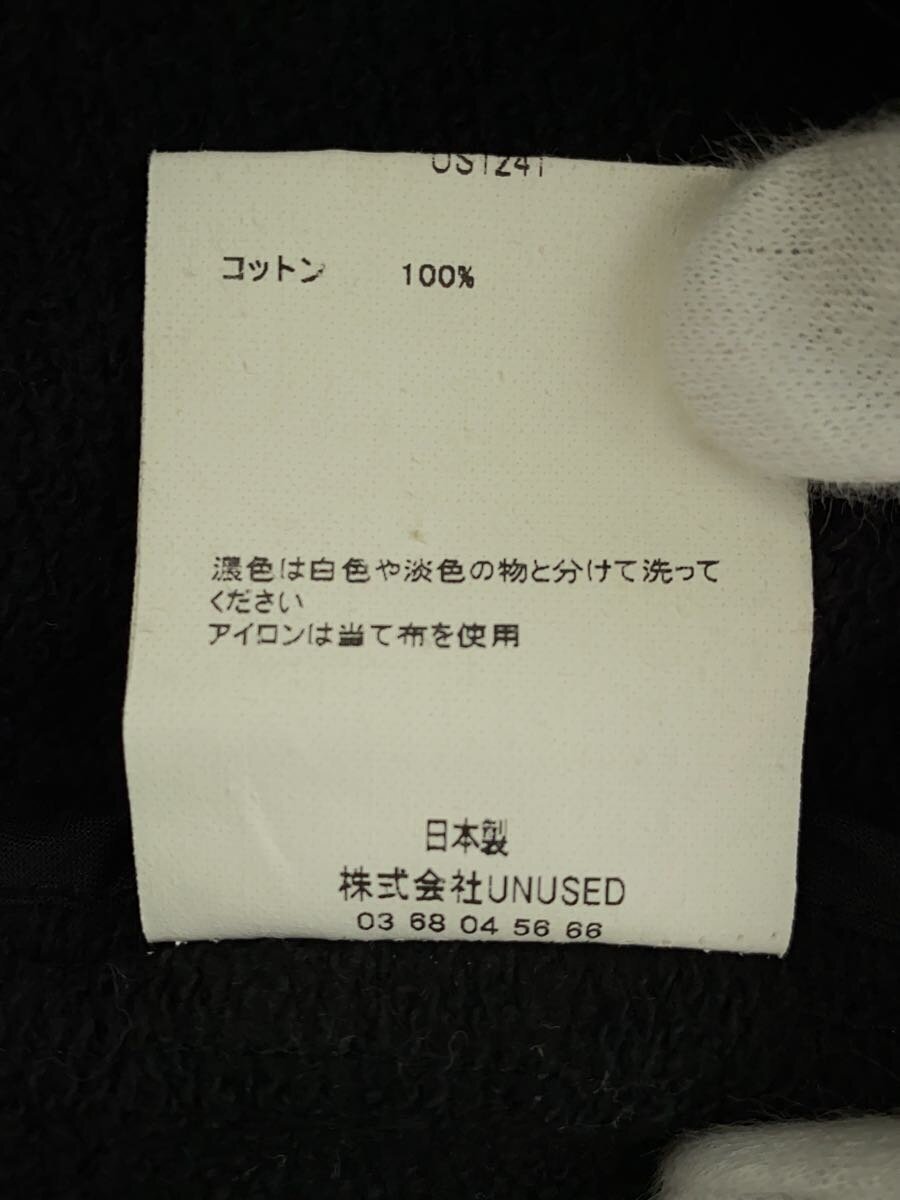 US1241
コットン 100%
濃色は白色や淡色の物と分けて洗って
ください
アイロンは当て布を使用
日本製
株式会社UNUSED
03 68 04 56 66